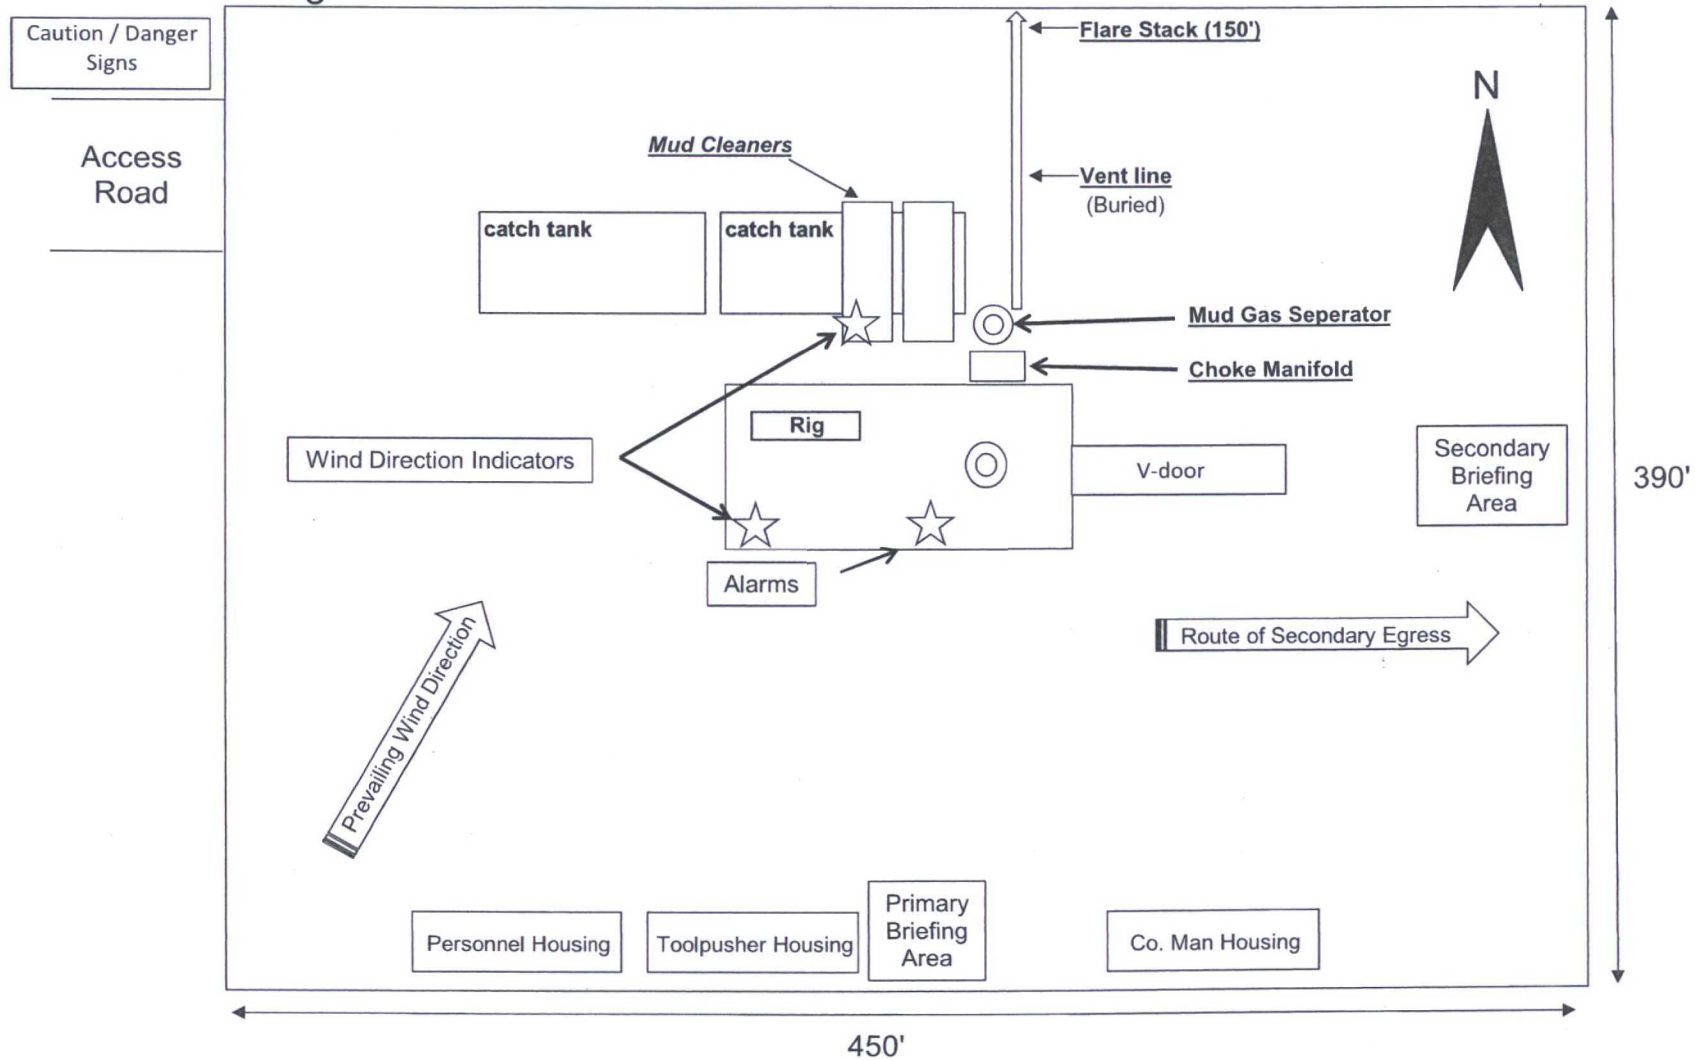 Caution / Danger
Signs
Flare Stack (150')
N
Access
Road
Mud Cleaners
Vent line
(Buried)
catch tank
catch tank
Mud Gas Seperator
Choke Manifold
Rig
Wind Direction Indicators
V-door
Secondary
Briefing
Area
390'
Alarms
Prevailing Wind Direction
Route of Secondary Egress
Primary
Briefing
Area
Personnel Housing
Toolpusher Housing
Co. Man Housing
450'